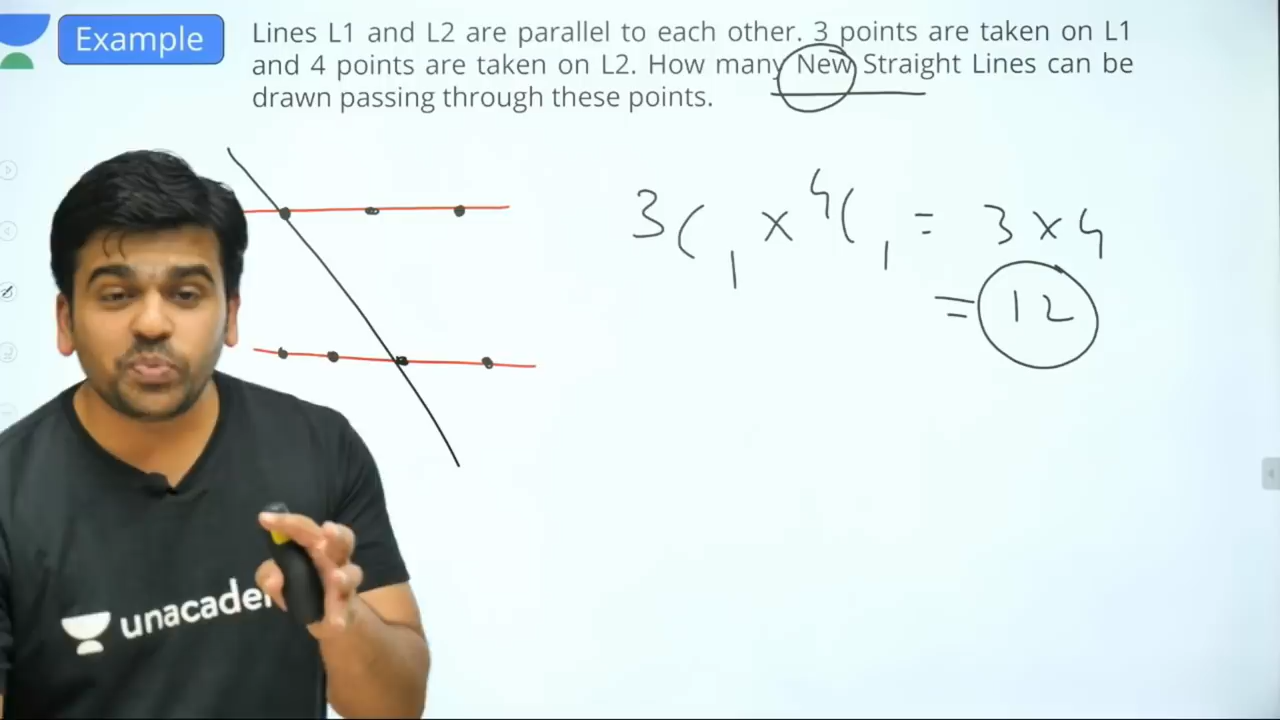 Example
Lines L1 and L2 are parallel to each other. 3 points are taken on L1
and 4 points are taken on L2. How many New Straight Lines can be
drawn passing through these points.
3C1 × 4C1 = 3 × 4
= 12
unacade